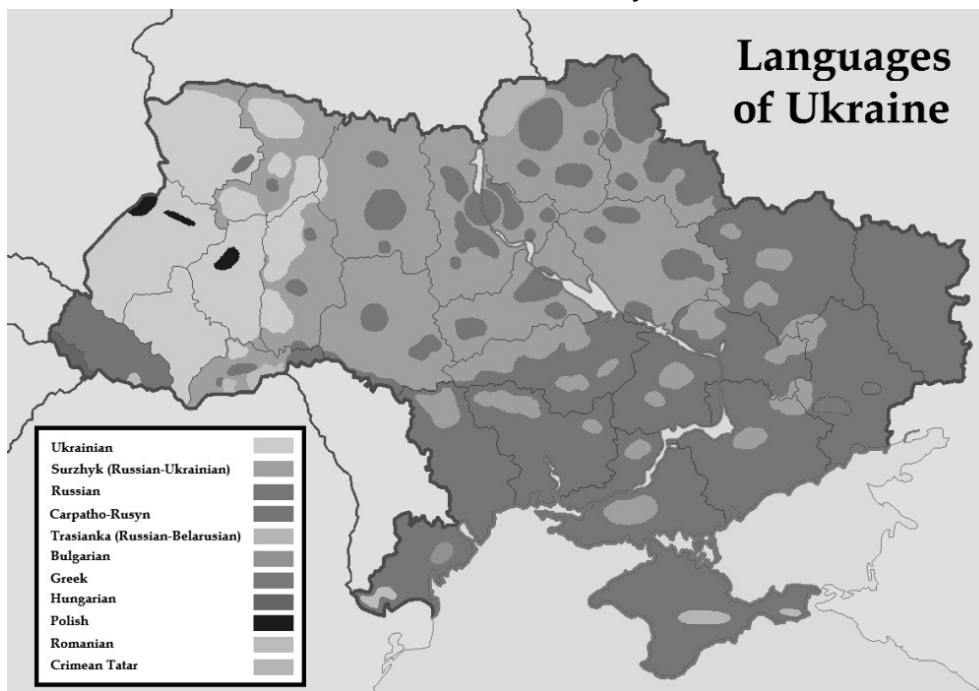 Languages
of Ukraine
Ukrainian
Surzhyk (Russian-Ukrainian)
Russian
Carpatho-Rusyn
Trasianka (Russian-Belarusian)
Bulgarian
Greek
Hungarian
Polish
Romanian
Crimean Tatar